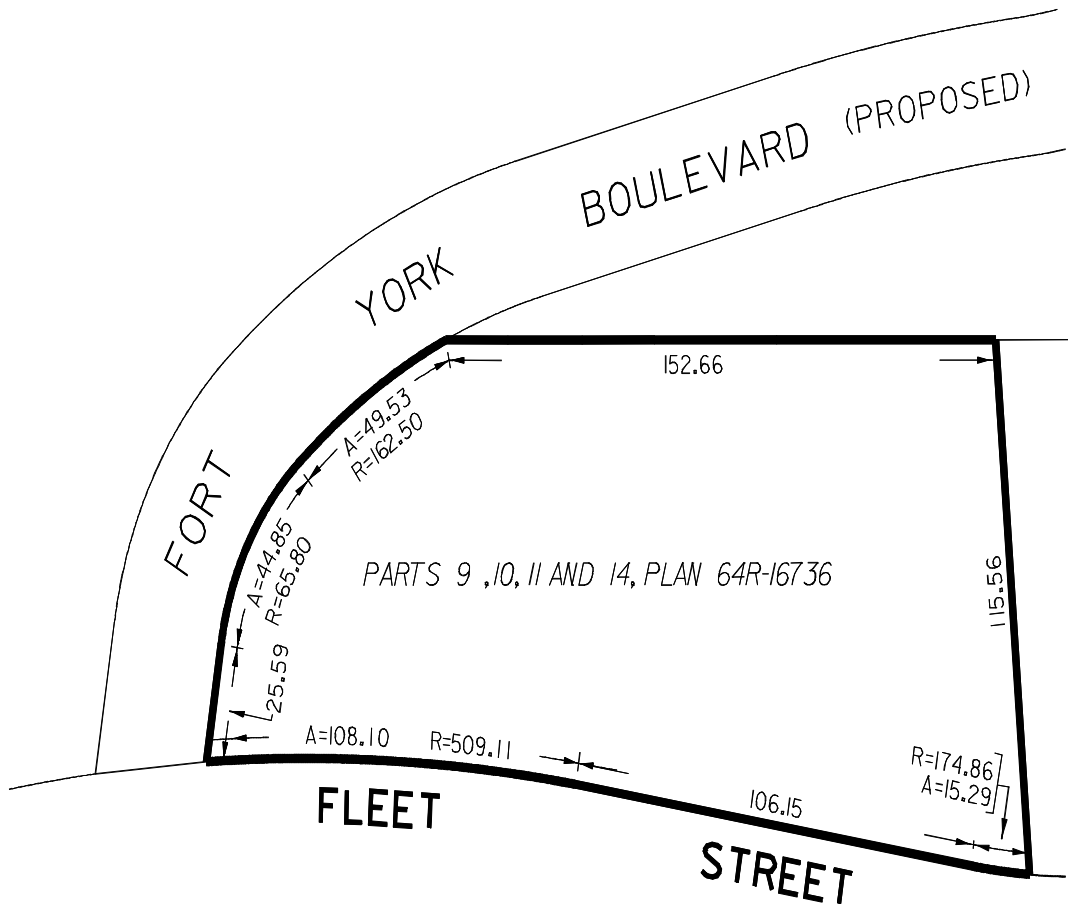 FORT YORK BOULEVARD (PROPOSED)
152.66
A=49.53
R=162.50
A=44.85
R=65.80
PARTS 9 ,10, 11 AND 14, PLAN 64R-16736
115.56
25.59
A=108.10 R=509.11
R=174.86
A=15.29
106.15
FLEET STREET